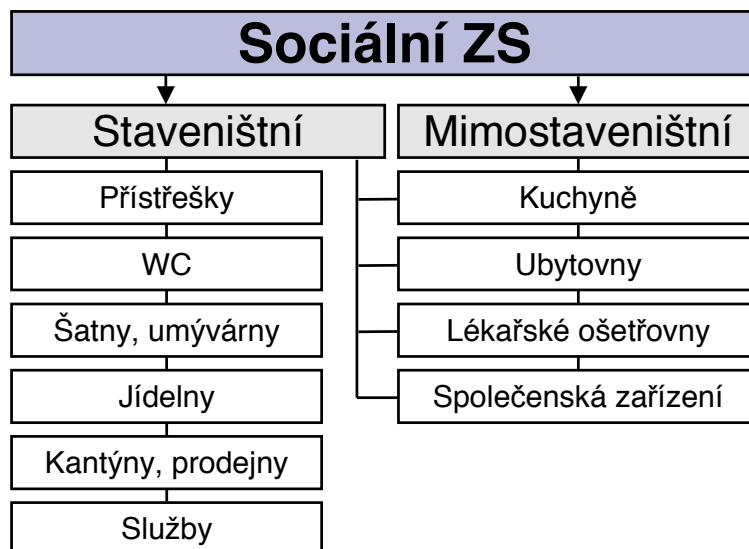 Sociální ZS
Staveništní
Přístřešky
WC
Šatny, umývárny
Jídelny
Kantýny, prodejny
Služby
Mimostaveništní
Kuchyně
Ubytovny
Lékařské ošetřovny
Společenská zařízení